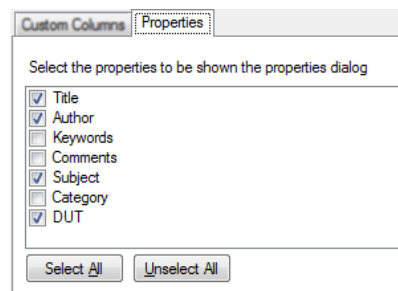 Custom Columns Properties
Select the properties to be shown the properties dialog
Title
Author
Keywords
Comments
Subject
Category
DUT
Select All Unselect All